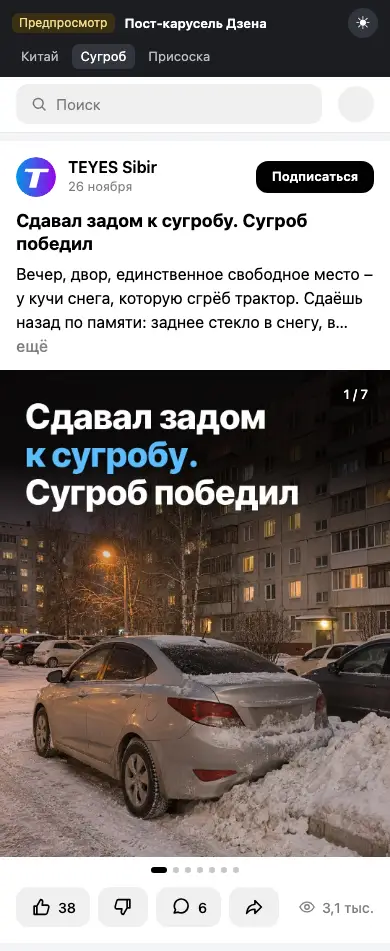 Предпросмотр Пост-карусель Дзена
Китай Сугроб Присоска
Поиск
T
TEYES Sibir
26 ноября
Подписаться
Сдавал задом к сугробу. Сугроб
победил
Вечер, двор, единственное свободное место –
у кучи снега, которую сгрёб трактор. Сдаёшь
назад по памяти: заднее стекло в снегу, в...
ещё
1 / 7
Сдавал задом
к сугробу.
Сугроб победил
38
6
3,1 тыс.